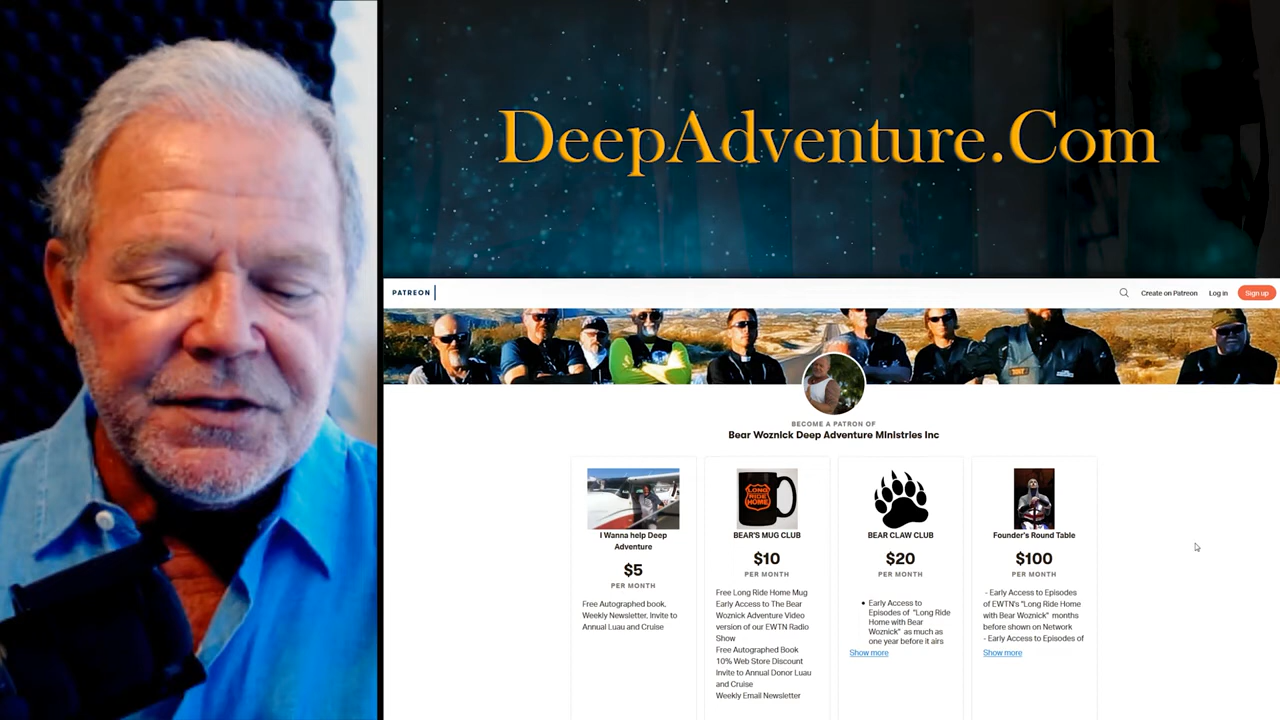 DeepAdventure.Com
PATREON
Create on Patreon
Log in
Sign up
BECOME A PATRON OF
Bear Woznick Deep Adventure MInistries Inc
I Wanna help Deep
Adventure
$5
PER MONTH
Free Autographed book.
Weekly Newsletter, Invite to
Annual Luau and Cruise
LONG
RIDE
HOME
BEAR'S MUG CLUB
$10
PER MONTH
Free Long Ride Home Mug
Early Access to The Bear
Woznick Adventure Video
version of our EWTN Radio
Show
Free Autographed Book
10% Web Store Discount
Invite to Annual Donor Luau
and Cruise
Weekly Email Newsletter
BEAR CLAW CLUB
$20
PER MONTH
• Early Access to
Episodes of "Long Ride
Home with Bear
Woznick" as much as
one year before it airs
Show more
Founder's Round Table
$100
PER MONTH
- Early Access to Episodes
of EWTN's "Long Ride Home
with Bear Woznick" months
before shown on Network
- Early Access to Episodes of
Show more